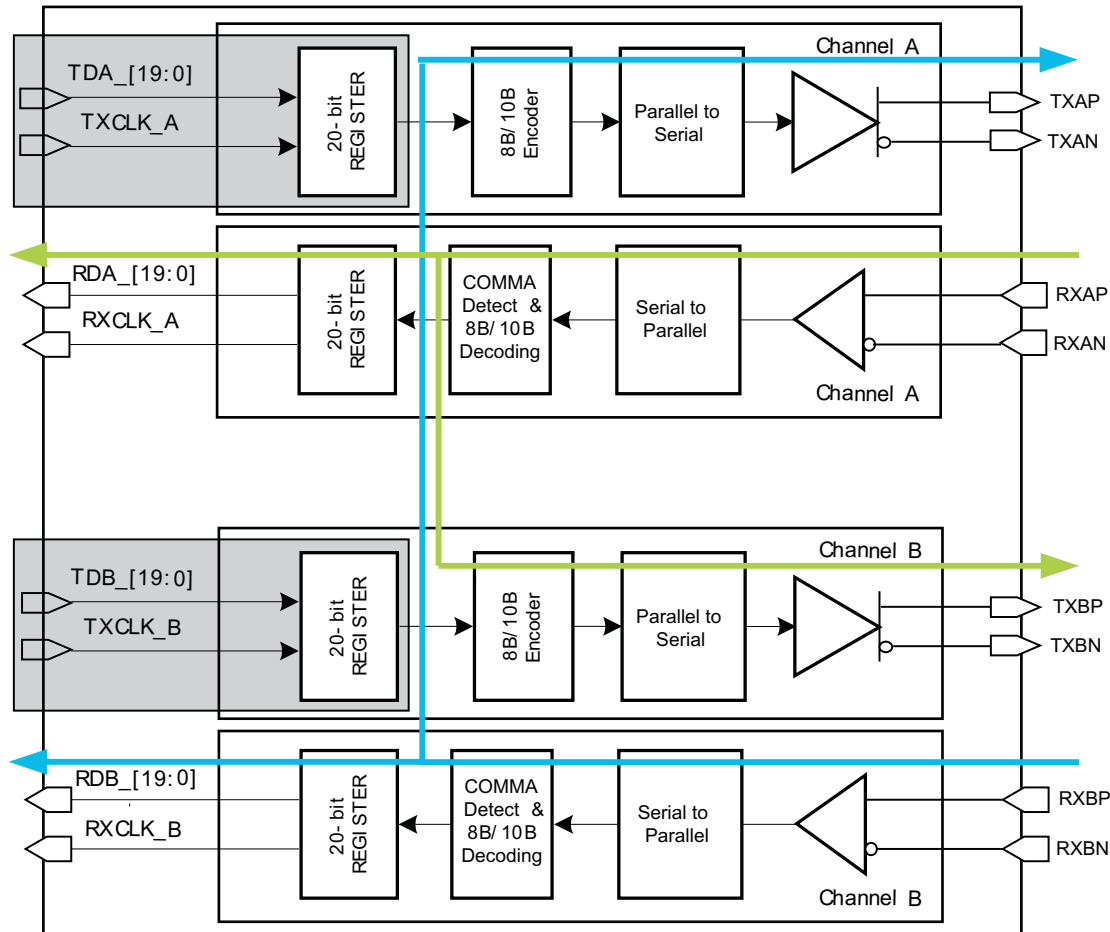 Channel A
TDA_[19:0]
TXCLK_A
20-bit
REGISTER
8B/10B
Encoder
Parallel to
Serial
TXAP
TXAN
RDA_[19:0]
RXCLK_A
20-bit
REGISTER
COMMA
Detect &
8B/10B
Decoding
Serial to
Parallel
RXAP
RXAN
Channel A
Channel B
TDB_[19:0]
TXCLK_B
20-bit
REGISTER
8B/10B
Encoder
Parallel to
Serial
TXBP
TXBN
RDB_[19:0]
RXCLK_B
20-bit
REGISTER
COMMA
Detect &
8B/10B
Decoding
Serial to
Parallel
RXBP
RXBN
Channel B